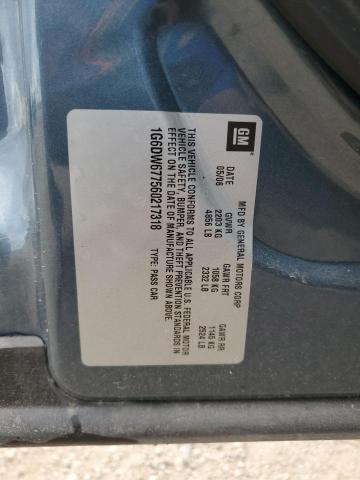 GM
MFD BY GENERAL MOTORS CORP
DATE GVWR GAWR FRT GAWR RR
05/06 2203 KG 1058 KG 1145 KG
4856 LB 2332 LB 2524 LB
THIS VEHICLE CONFORMS TO ALL APPLICABLE U.S. FEDERAL MOTOR
VEHICLE SAFETY, BUMPER, AND THEFT PREVENTION STANDARDS IN
EFFECT ON THE DATE OF MANUFACTURE SHOWN ABOVE.
1G6DW677560217318 TYPE: PASS CAR